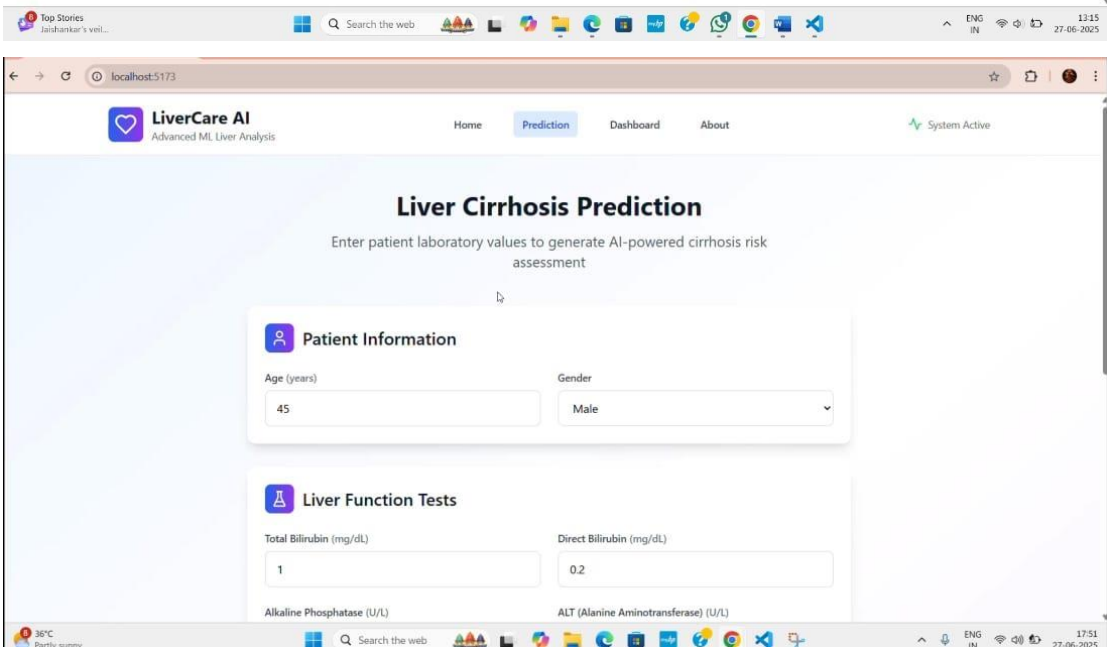 Top Stories
Jaishankar's veil...
Search the web
ENG
IN
13:15
27-06-2025
localhost:5173
LiverCare AI
Advanced ML Liver Analysis
Home
Prediction
Dashboard
About
System Active
Liver Cirrhosis Prediction
Enter patient laboratory values to generate AI-powered cirrhosis risk
assessment
Patient Information
Age (years)
Gender
45
Male
Liver Function Tests
Total Bilirubin (mg/dL)
Direct Bilirubin (mg/dL)
1
0.2
Alkaline Phosphatase (U/L)
ALT (Alanine Aminotransferase) (U/L)
36°C
Partly sunny
Search the web
ENG
IN
17:51
27-06-2025